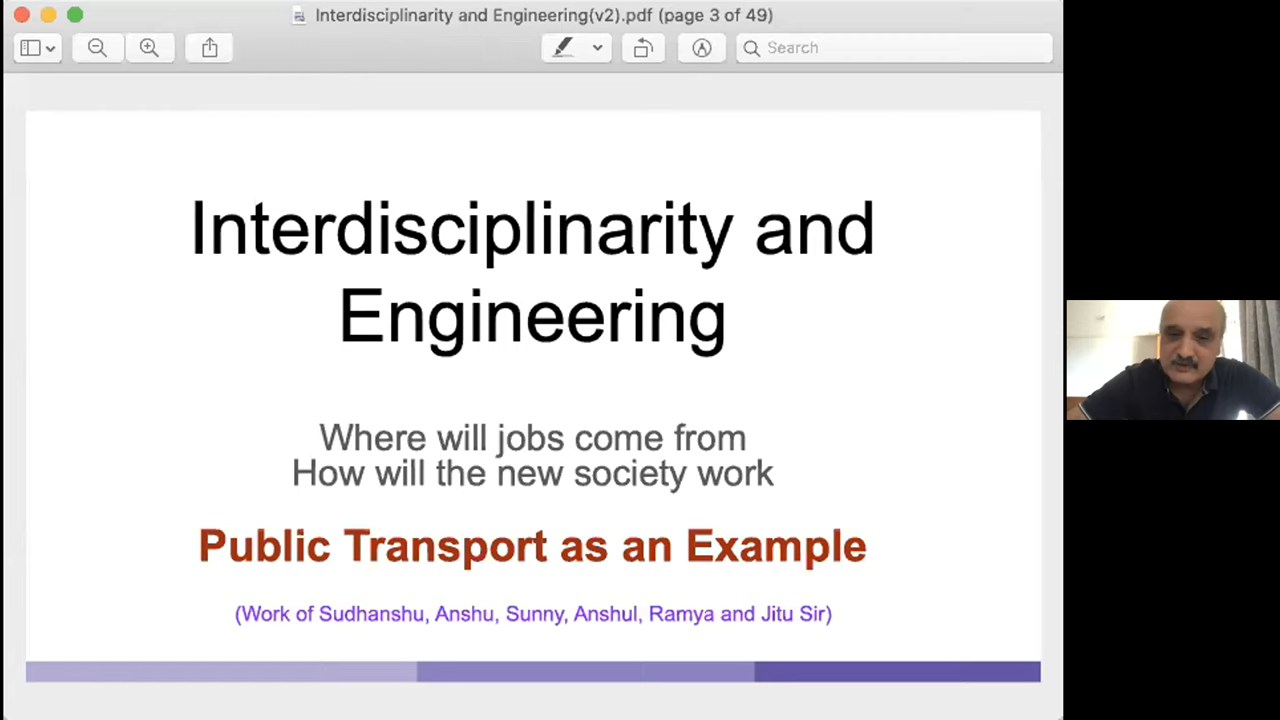 Interdisciplinarity and Engineering(v2).pdf (page 3 of 49)
Search
Interdisciplinarity and
Engineering
Where will jobs come from
How will the new society work
Public Transport as an Example
(Work of Sudhanshu, Anshu, Sunny, Anshul, Ramya and Jitu Sir)